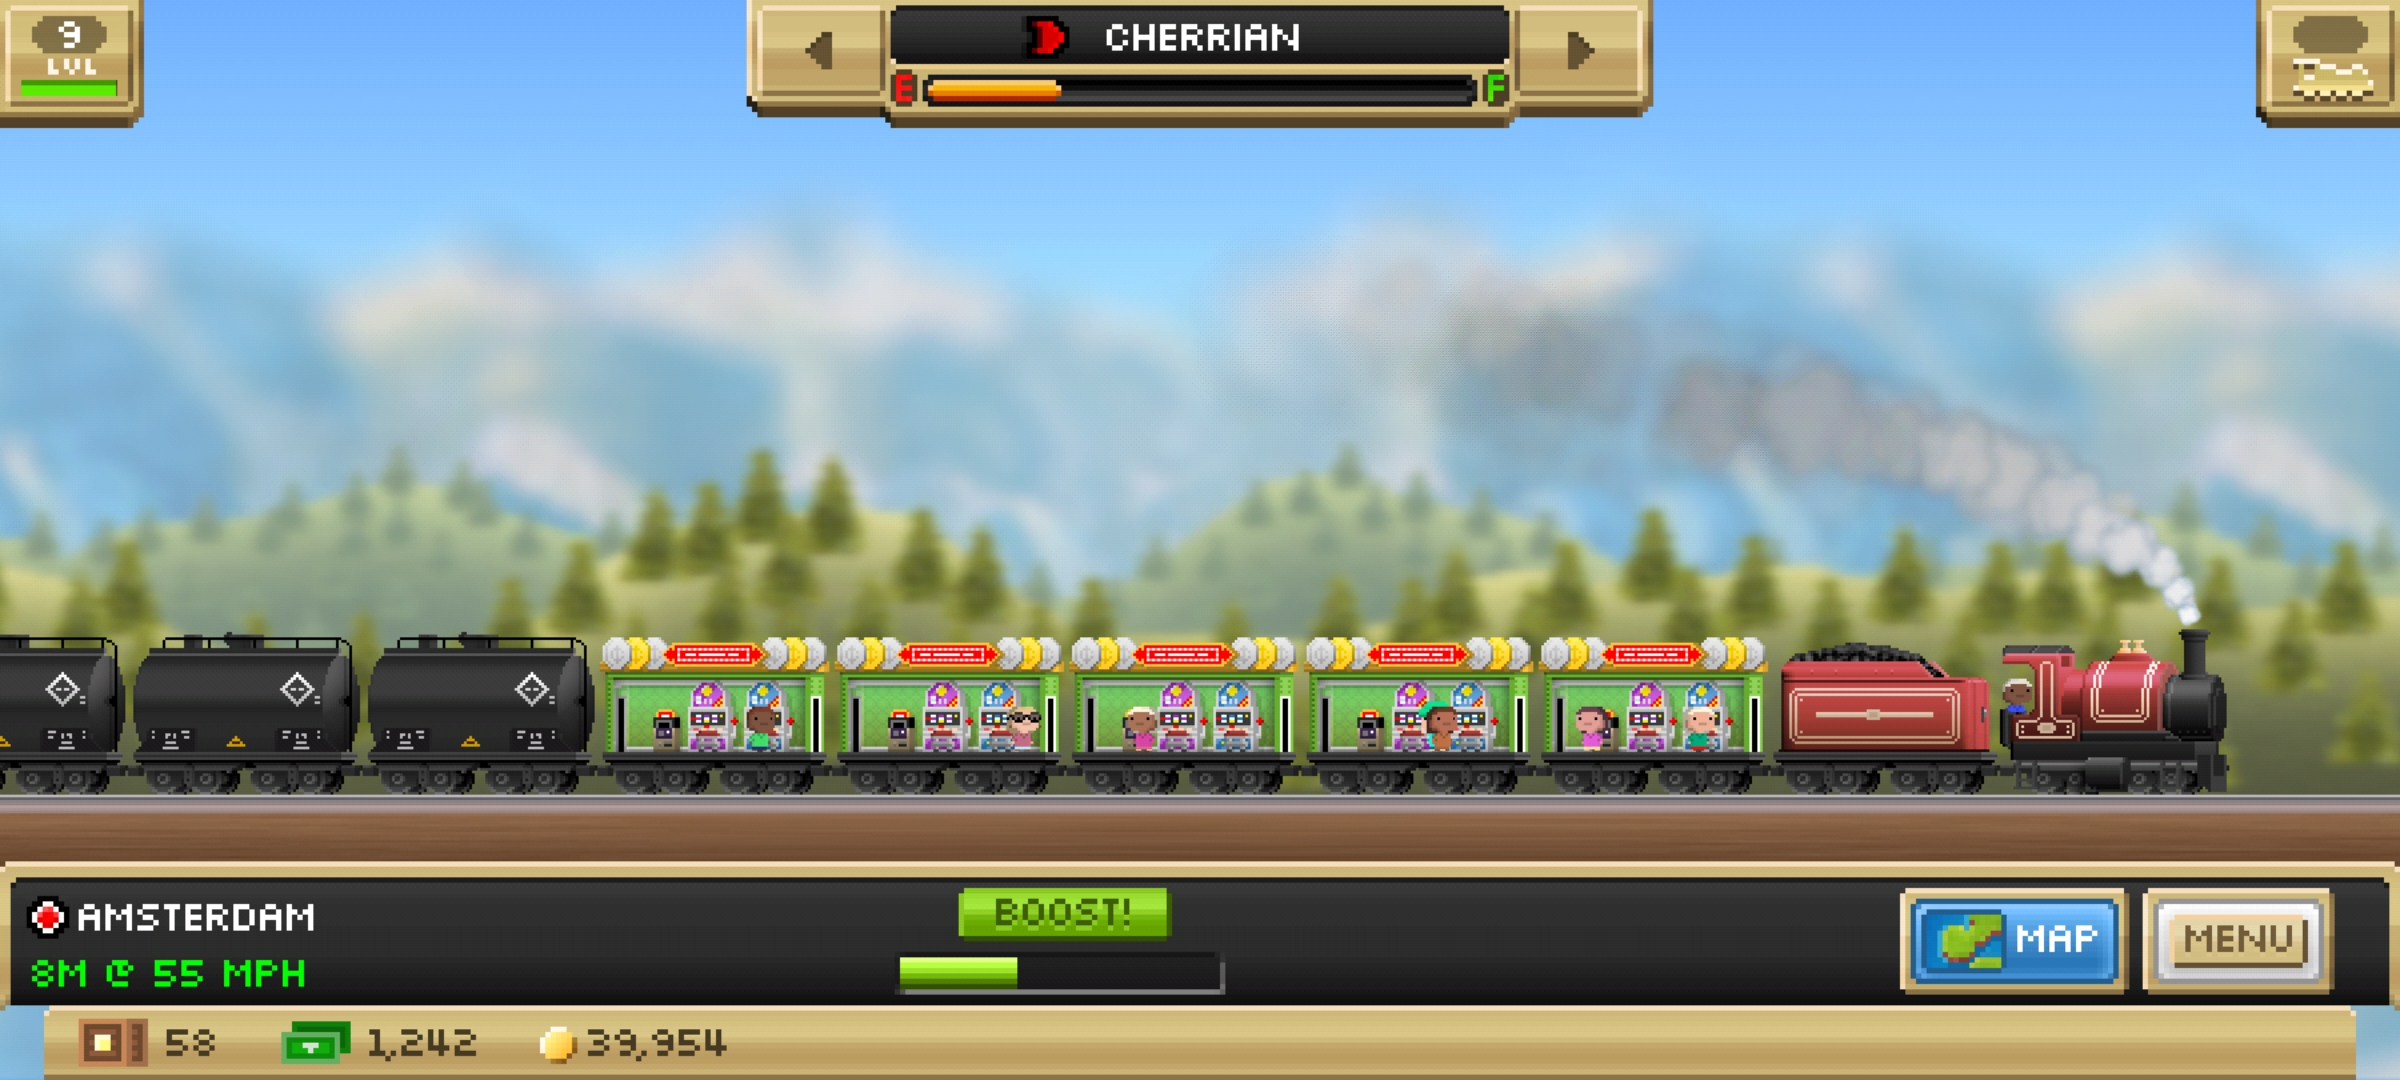 9
LVL
CHERRIAN
E F
AMSTERDAM
8M @ 55 MPH
BOOST!
MAP
MENU
58 1,242 39,954